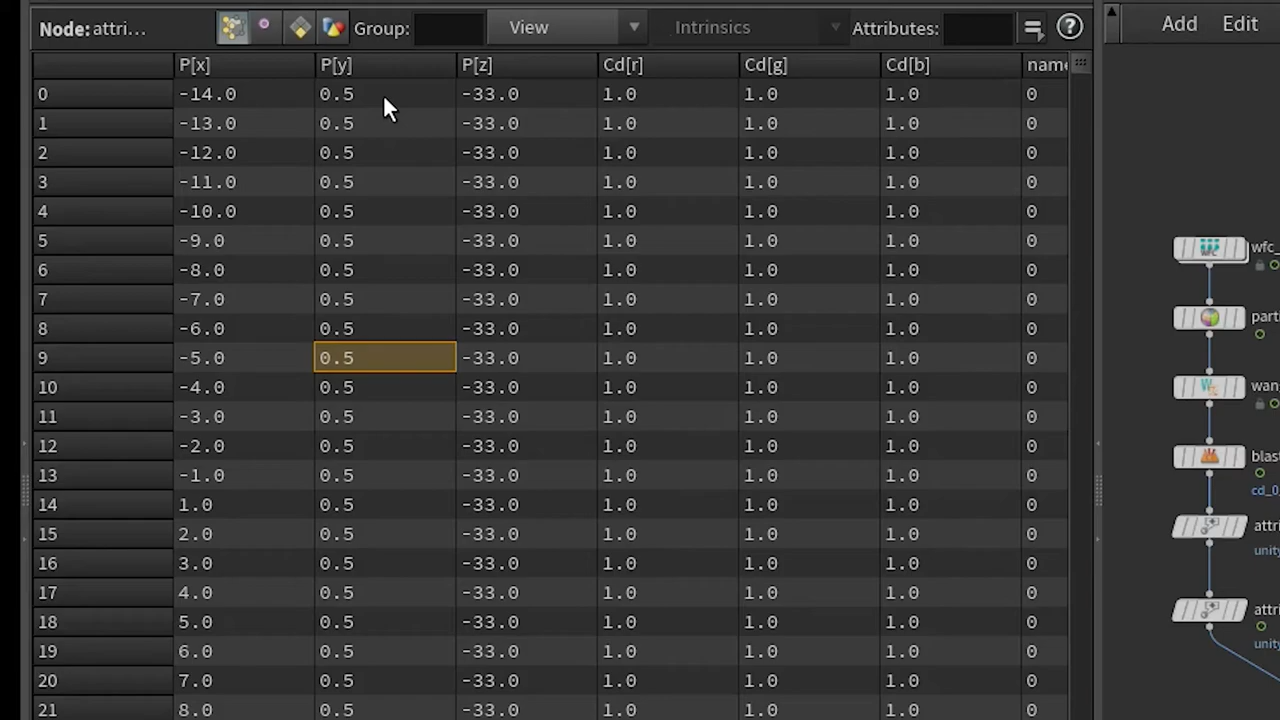 Node: attri... Group: View Intrinsics Attributes: Add Edit
P[x] P[y] P[z] Cd[r] Cd[g] Cd[b] name
0 -14.0 0.5 -33.0 1.0 1.0 1.0 0
1 -13.0 0.5 -33.0 1.0 1.0 1.0 0
2 -12.0 0.5 -33.0 1.0 1.0 1.0 0
3 -11.0 0.5 -33.0 1.0 1.0 1.0 0
4 -10.0 0.5 -33.0 1.0 1.0 1.0 0
5 -9.0 0.5 -33.0 1.0 1.0 1.0 0
6 -8.0 0.5 -33.0 1.0 1.0 1.0 0
7 -7.0 0.5 -33.0 1.0 1.0 1.0 0
8 -6.0 0.5 -33.0 1.0 1.0 1.0 0
9 -5.0 0.5 -33.0 1.0 1.0 1.0 0
10 -4.0 0.5 -33.0 1.0 1.0 1.0 0
11 -3.0 0.5 -33.0 1.0 1.0 1.0 0
12 -2.0 0.5 -33.0 1.0 1.0 1.0 0
13 -1.0 0.5 -33.0 1.0 1.0 1.0 0
14 1.0 0.5 -33.0 1.0 1.0 1.0 0
15 2.0 0.5 -33.0 1.0 1.0 1.0 0
16 3.0 0.5 -33.0 1.0 1.0 1.0 0
17 4.0 0.5 -33.0 1.0 1.0 1.0 0
18 5.0 0.5 -33.0 1.0 1.0 1.0 0
19 6.0 0.5 -33.0 1.0 1.0 1.0 0
20 7.0 0.5 -33.0 1.0 1.0 1.0 0
21 8.0 0.5 -33.0 1.0 1.0 1.0 0
wfc_
parti
wan
blast
cd_0
attri
unity
attri
unity